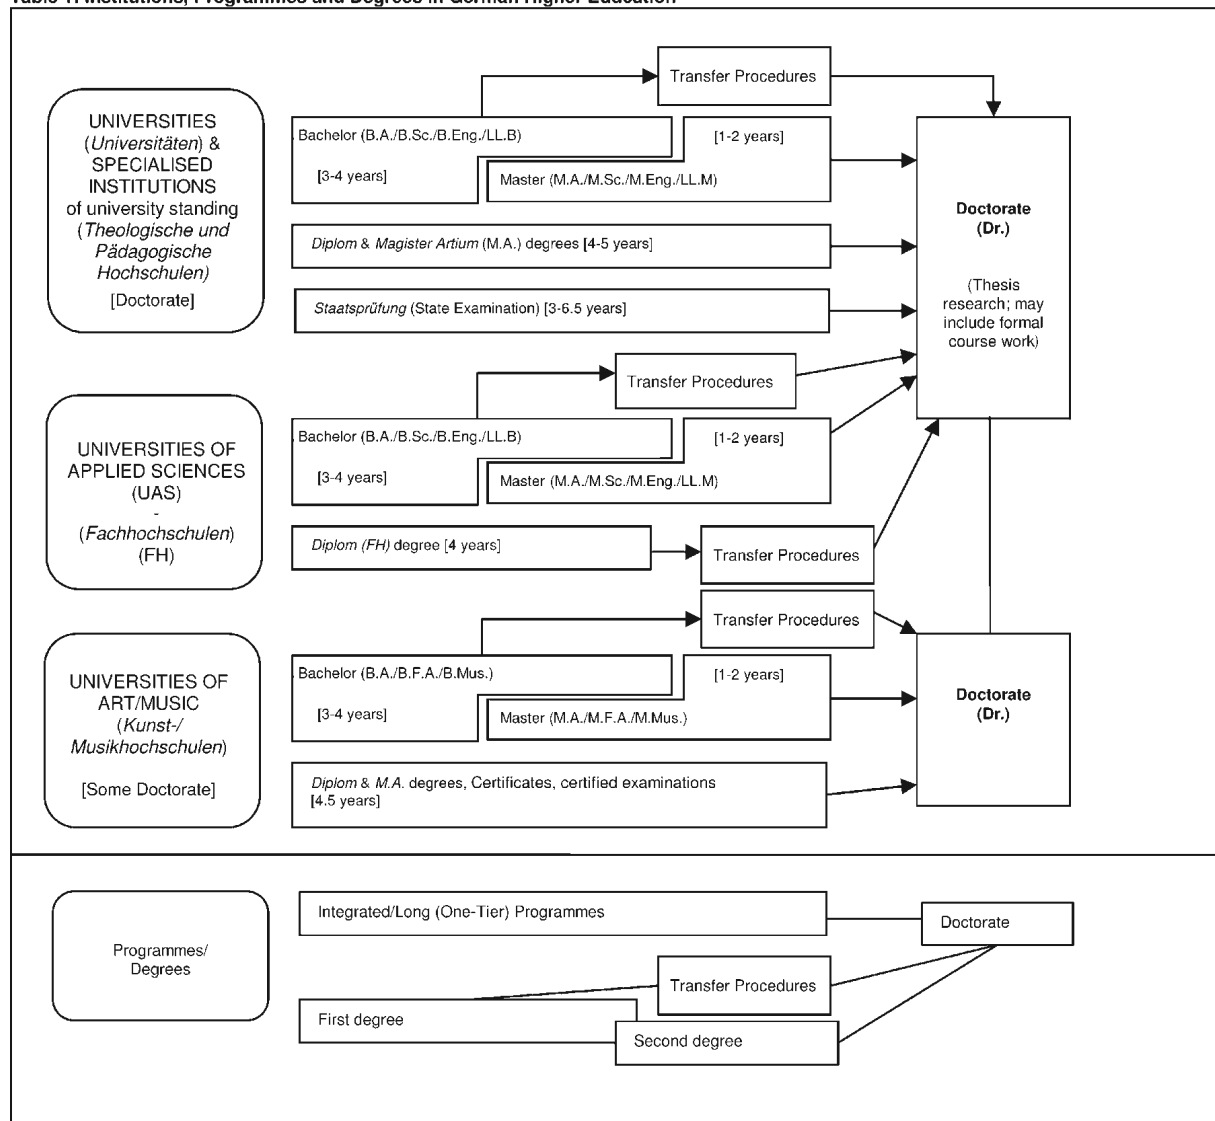 Table 1: Institutions, Programmes and Degrees in German Higher Education
Transfer Procedures
UNIVERSITIES
(Universitäten) &
SPECIALISED
INSTITUTIONS
of university standing
(Theologische und
Pädagogische
Hochschulen)
[Doctorate]
Bachelor (B.A./B.Sc./B.Eng./LL.B)
[3-4 years]
[1-2 years]
Master (M.A./M.Sc./M.Eng./LL.M)
Diplom & Magister Artium (M.A.) degrees [4-5 years]
Staatsprüfung (State Examination) [3-6.5 years]
Doctorate
(Dr.)
(Thesis
research; may
include formal
course work)
Transfer Procedures
UNIVERSITIES OF
APPLIED SCIENCES
(UAS)
-
(Fachhochschulen)
(FH)
Bachelor (B.A./B.Sc./B.Eng./LL.B)
[3-4 years]
[1-2 years]
Master (M.A./M.Sc./M.Eng./LL.M)
Diplom (FH) degree [4 years]
Transfer Procedures
Transfer Procedures
UNIVERSITIES OF
ART/MUSIC
(Kunst-/
Musikhochschulen)
[Some Doctorate]
Bachelor (B.A./B.F.A./B.Mus.)
[3-4 years]
[1-2 years]
Master (M.A./M.F.A./M.Mus.)
Diplom & M.A. degrees, Certificates, certified examinations
[4.5 years]
Doctorate
(Dr.)
Programmes/
Degrees
Integrated/Long (One-Tier) Programmes
Doctorate
Transfer Procedures
First degree
Second degree